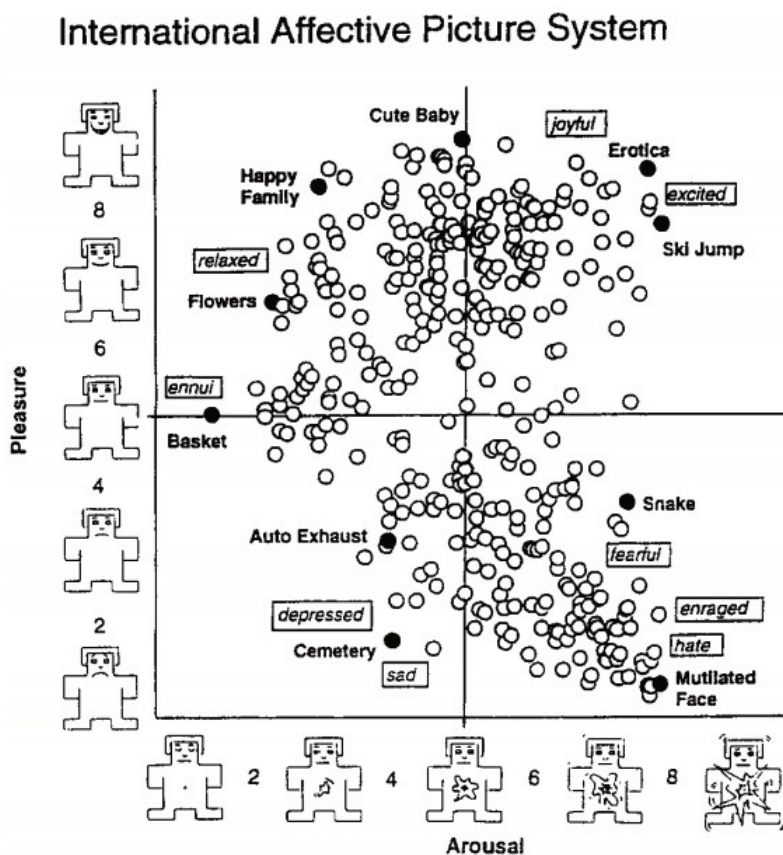 International Affective Picture System
Cute Baby
joyful
Erotica
Happy
Family
excited
Ski Jump
relaxed
Flowers
ennui
Basket
Pleasure
8
6
4
2
Snake
Auto Exhaust
fearful
depressed
enraged
Cemetery
hate
sad
Mutilated
Face
2
4
6
8
Arousal